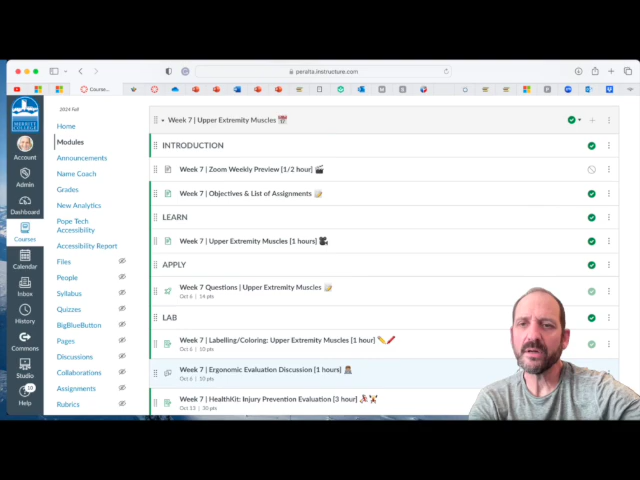 peralta.instructure.com
Course...
MERRITT COLLEGE
Account
Admin
Dashboard
Courses
Calendar
Inbox
History
Commons
Studio
10
Help
2024 Fall
Home
Modules
Announcements
Name Coach
Grades
New Analytics
Pope Tech
Accessibility
Accessibility Report
Files
People
Syllabus
Quizzes
BigBlueButton
Pages
Discussions
Collaborations
Assignments
Rubrics
Week 7 | Upper Extremity Muscles
INTRODUCTION
Week 7 | Zoom Weekly Preview [1/2 hour]
Week 7 | Objectives & List of Assignments
LEARN
Week 7 | Upper Extremity Muscles [1 hours]
APPLY
Week 7 Questions | Upper Extremity Muscles
Oct 6 | 14 pts
LAB
Week 7 | Labelling/Coloring: Upper Extremity Muscles [1 hour]
Oct 6 | 10 pts
Week 7 | Ergonomic Evaluation Discussion [1 hours]
Oct 6 | 10 pts
Week 7 | HealthKit: Injury Prevention Evaluation [3 hour]
Oct 13 | 30 pts